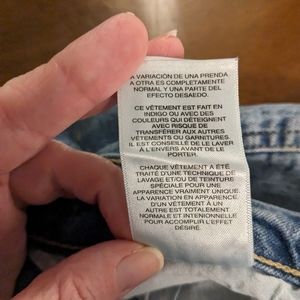 LA VARIACIÓN DE UNA PRENDA
A OTRA ES COMPLETAMENTE
NORMAL Y UNA PARTE DEL
EFECTO DESAEDO.
CE VÊTEMENT EST FAIT EN
INDIGO OU AVEC DES
COULEURS QUI DÉTEIGNENT
AVEC RISQUE DE
TRANSFÉRER AUX AUTRES
VÊTEMENTS OU GARNITURES.
IL EST CONSEILLÉ DE LE LAVER
À L'ENVERS AVANT DE LE
PORTER.
CHAQUE VÊTEMENT A ÉTÉ
TRAITÉ D'UNE TECHNIQUE DE
LAVAGE ET/OU DE TEINTURE
SPÉCIALE POUR UNE
APPARENCE VRAIMENT UNIQUE.
LA VARIATION EN APPARENCE
D'UN VÊTEMENT À UN
AUTRE EST TOTALEMENT
NORMALE ET INTENIONNELLE
POUR ACCOMPLIR L'EFFET
DÉSIRÉ.